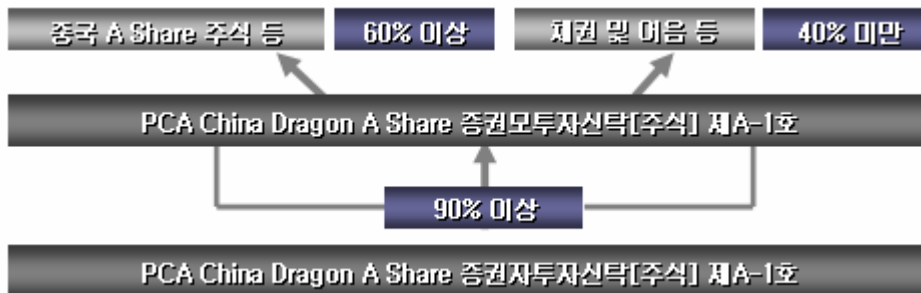 중국 A Share 주식 등 60% 이상 채권 및 어음 등 40% 미만
PCA China Dragon A Share 증권모투자신탁[주식] 제A-1호
90% 이상
PCA China Dragon A Share 증권자투자신탁[주식] 제A-1호